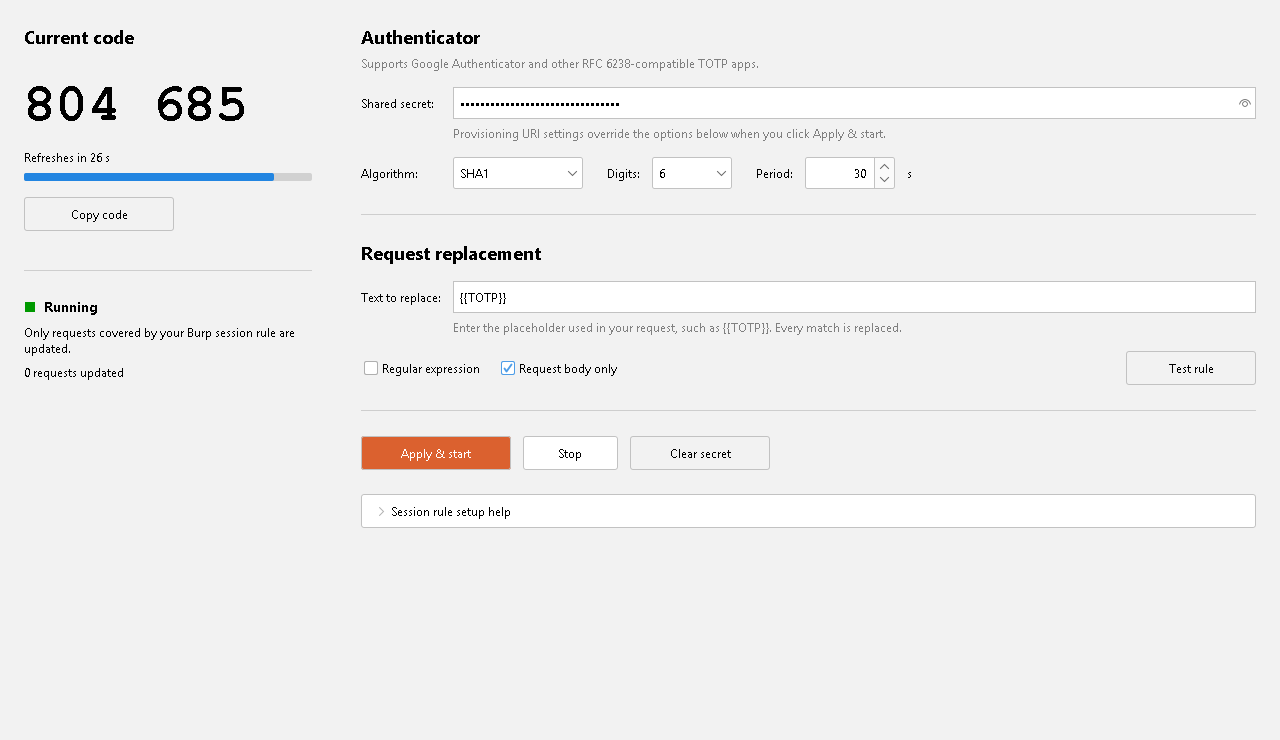 Current code
804 685
Refreshes in 26 s
Copy code
Running
Only requests covered by your Burp session rule are
updated.
0 requests updated
Authenticator
Supports Google Authenticator and other RFC 6238-compatible TOTP apps.
Shared secret: ••••••••••••••••••••••••••••••••
Provisioning URI settings override the options below when you click Apply & start.
Algorithm: SHA1 Digits: 6 Period: 30 s
Request replacement
Text to replace: {{TOTP}}
Enter the placeholder used in your request, such as {{TOTP}}. Every match is replaced.
Regular expression Request body only Test rule
Apply & start Stop Clear secret
Session rule setup help